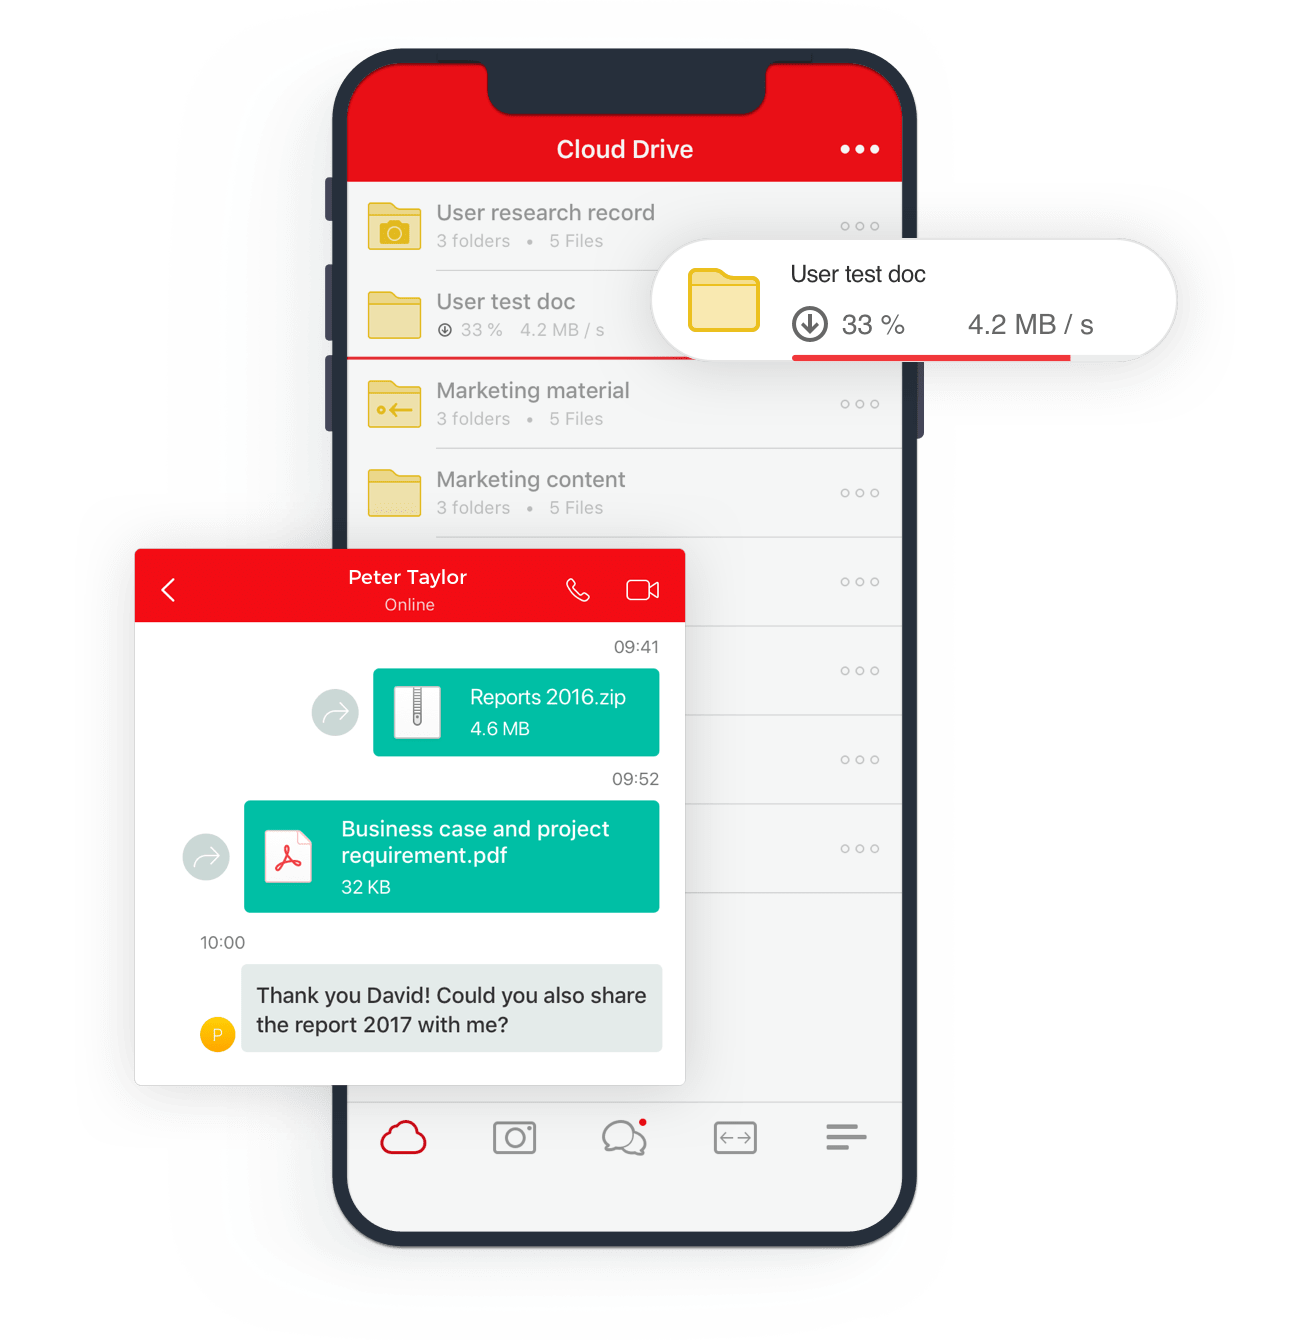 Cloud Drive
User research record
3 folders • 5 Files
User test doc
33 % 4.2 MB / s
User test doc
33 % 4.2 MB / s
Marketing material
3 folders • 5 Files
Marketing content
3 folders • 5 Files
Peter Taylor
Online
09:41
Reports 2016.zip
4.6 MB
09:52
Business case and project
requirement.pdf
32 KB
10:00
Thank you David! Could you also share
the report 2017 with me?
P